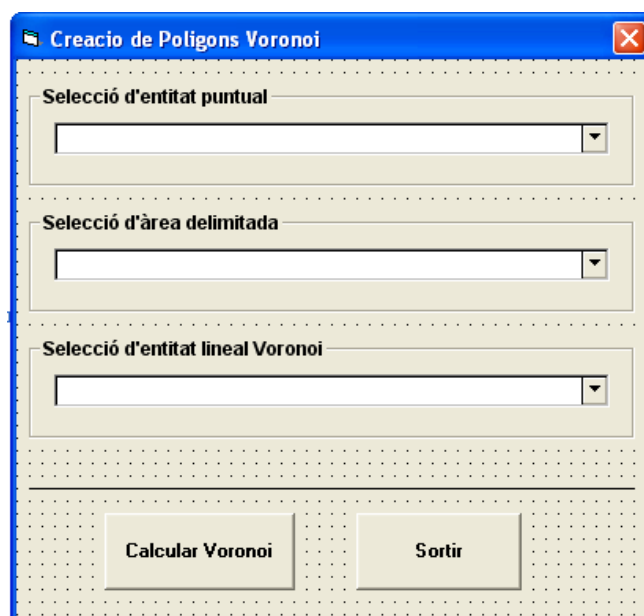 Creacio de Poligons Voronoi
Selecció d'entitat puntual
Selecció d'àrea delimitada
Selecció d'entitat lineal Voronoi
Calcular Voronoi
Sortir